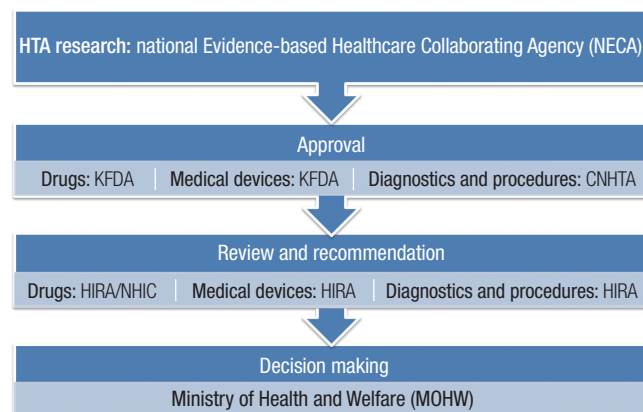 HTA research: national Evidence-based Healthcare Collaborating Agency (NECA)
Approval
Drugs: KFDA Medical devices: KFDA Diagnostics and procedures: CNHTA
Review and recommendation
Drugs: HIRA/NHIC Medical devices: HIRA Diagnostics and procedures: HIRA
Decision making
Ministry of Health and Welfare (MOHW)